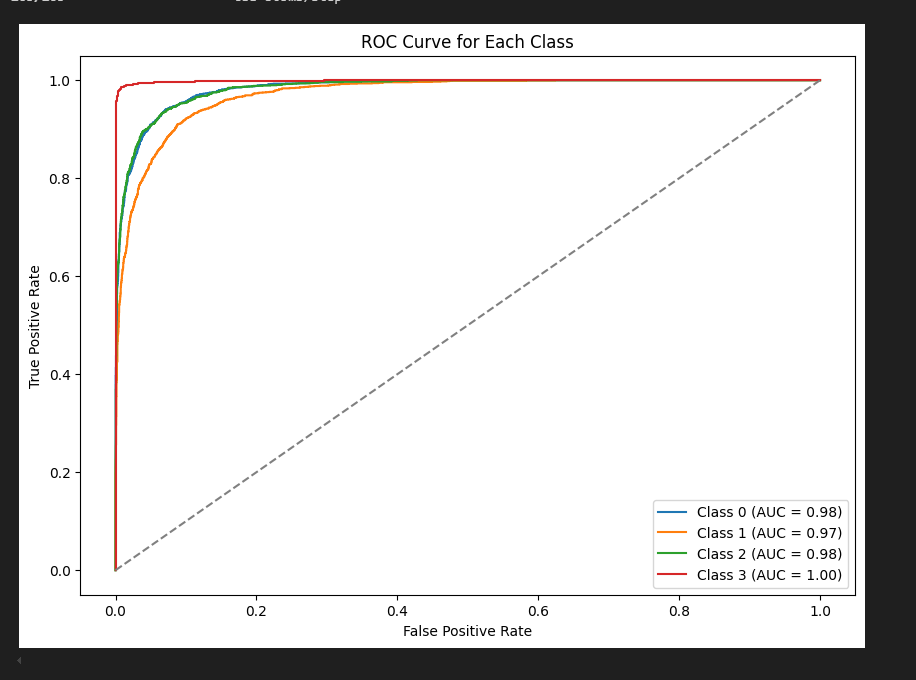 ROC Curve for Each Class
1.0
0.8
0.6
0.4
0.2
0.0
True Positive Rate
Class 0 (AUC = 0.98)
Class 1 (AUC = 0.97)
Class 2 (AUC = 0.98)
Class 3 (AUC = 1.00)
0.0 0.2 0.4 0.6 0.8 1.0
False Positive Rate